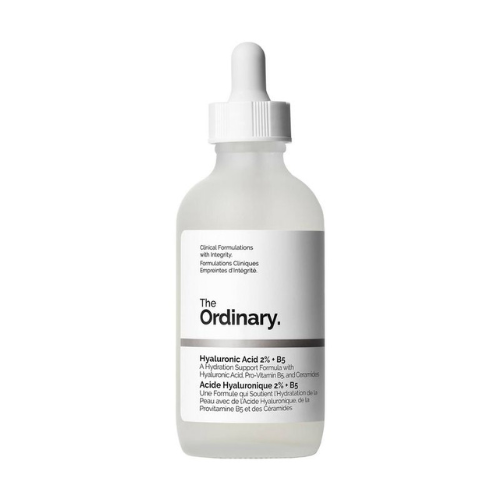 Clinical Formulations
with Integrity.
Formulations Cliniques
Empreintes d'Intégrité.
The
Ordinary.
Hyaluronic Acid 2% + B5
A Hydration Support Formula with
Hyaluronic Acid, Pro-Vitamin B5, and Ceramides
Acide Hyaluronique 2% + B5
Une Formule qui Soutient l'Hydratation de la
Peau avec de l'Acide Hyaluronique, de la
Provitamine B5 et des Céramides